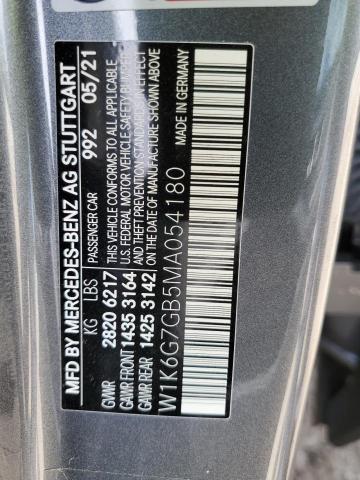 MFD BY MERCEDES-BENZ AG STUTTGART
KG LBS PASSENGER CAR 992 05/21
GVWR 2820 6217 THIS VEHICLE CONFORMS TO ALL APPLICABLE
GAWR FRONT 1435 3164 U.S. FEDERAL MOTOR VEHICLE SAFETY BUMPER AND
GAWR REAR 1425 3142 THEFT PREVENTION STANDARDS IN EFFECT
ON THE DATE OF MANUFACTURE SHOWN ABOVE
W1K6G7GB5MA054180 MADE IN GERMANY